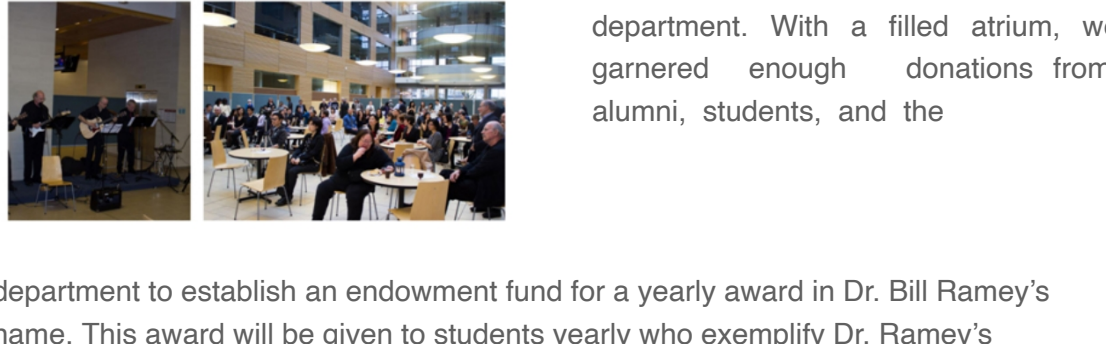 department. With a filled atrium, we
garnered enough donations from
alumni, students, and the
department to establish an endowment fund for a yearly award in Dr. Bill Ramey's
name. This award will be given to students yearly who exemplify Dr. Ramey's